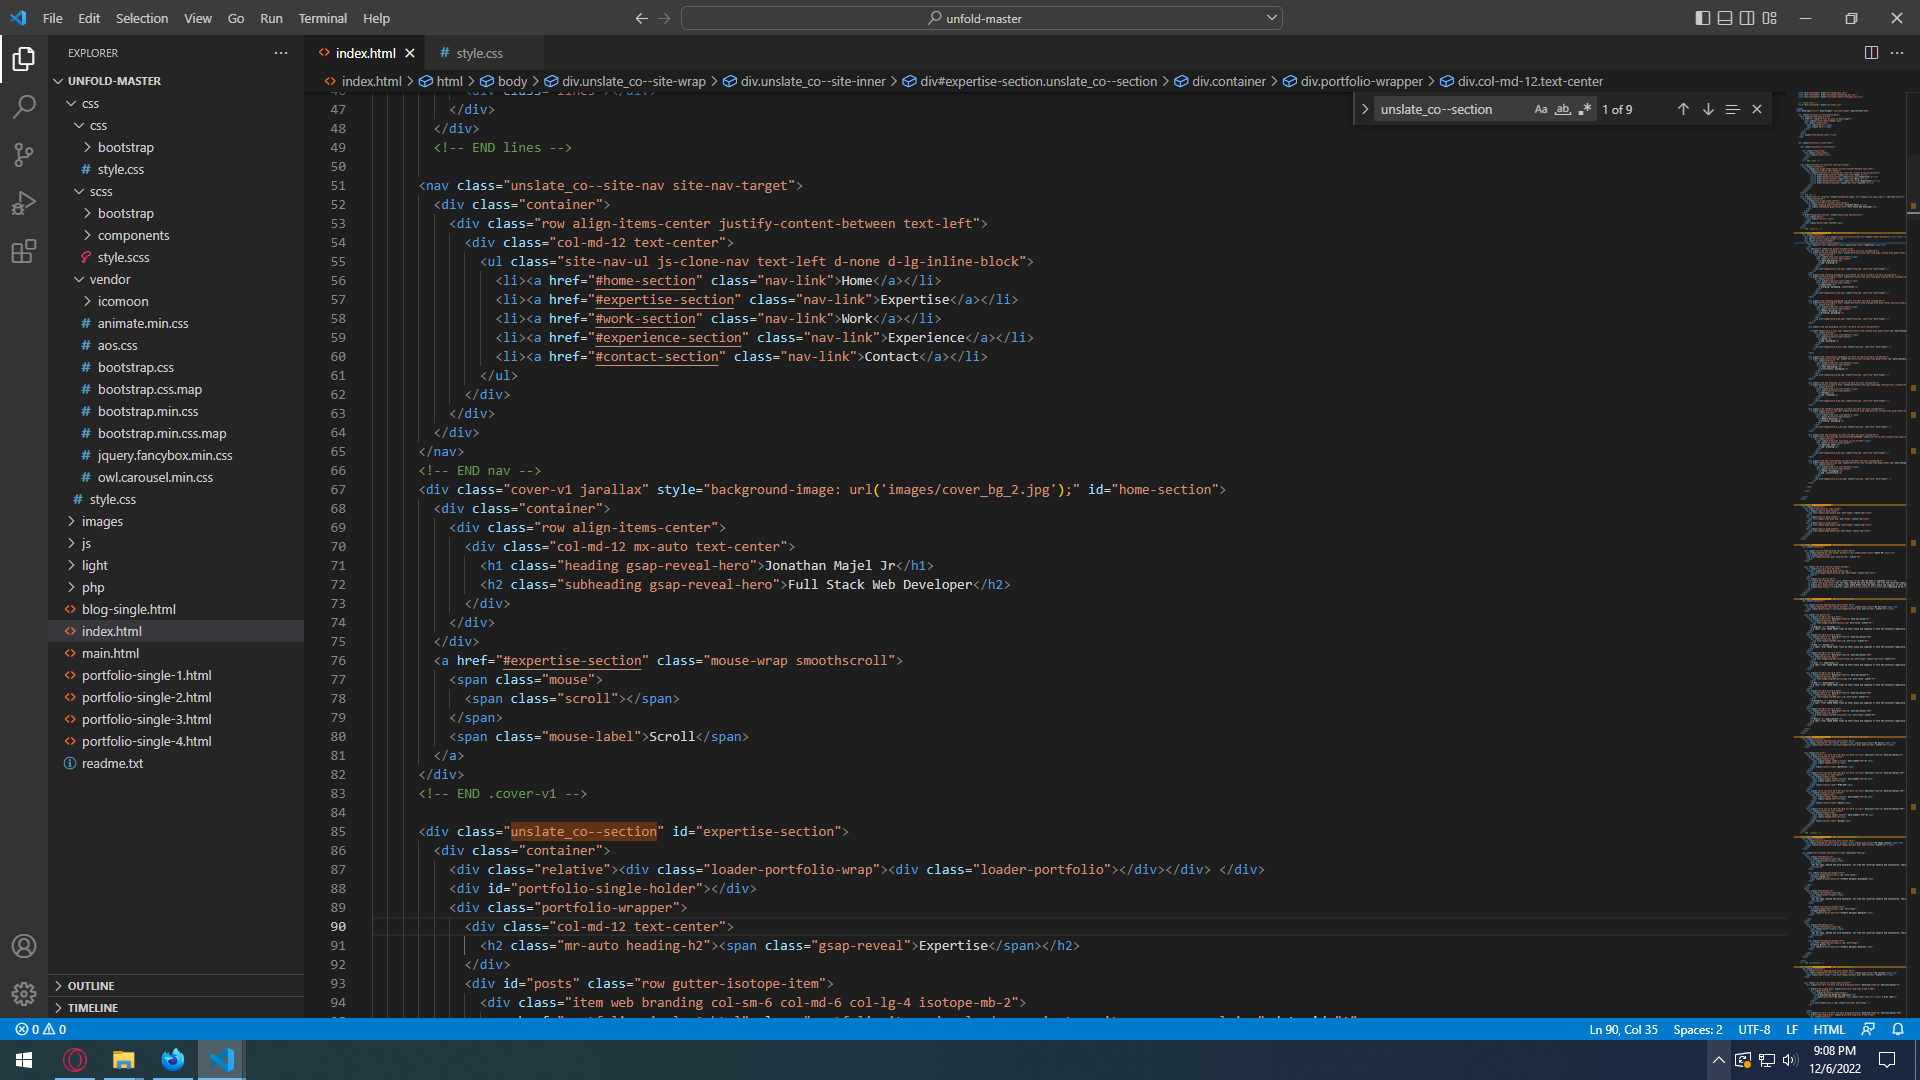 File Edit Selection View Go Run Terminal Help
unfold-master
EXPLORER
UNFOLD-MASTER
css
css
bootstrap
style.css
scss
bootstrap
components
style.scss
vendor
icomoon
animate.min.css
aos.css
bootstrap.css
bootstrap.css.map
bootstrap.min.css
bootstrap.min.css.map
jquery.fancybox.min.css
owl.carousel.min.css
style.css
images
js
light
php
blog-single.html
index.html
main.html
portfolio-single-1.html
portfolio-single-2.html
portfolio-single-3.html
portfolio-single-4.html
readme.txt
OUTLINE
TIMELINE
index.html
style.css
index.html > html > body > div.unslate_co--site-wrap > div.unslate_co--site-inner > div#expertise-section.unslate_co--section > div.container > div.portfolio-wrapper > div.col-md-12.text-center
unslate_co--section Aa ab 1 of 9
47 </div>
48 </div>
49 <!-- END lines -->
50
51 <nav class="unslate_co--site-nav site-nav-target">
52 <div class="container">
53 <div class="row align-items-center justify-content-between text-left">
54 <div class="col-md-12 text-center">
55 <ul class="site-nav-ul js-clone-nav text-left d-none d-lg-inline-block">
56 <li><a href="#home-section" class="nav-link">Home</a></li>
57 <li><a href="#expertise-section" class="nav-link">Expertise</a></li>
58 <li><a href="#work-section" class="nav-link">Work</a></li>
59 <li><a href="#experience-section" class="nav-link">Experience</a></li>
60 <li><a href="#contact-section" class="nav-link">Contact</a></li>
61 </ul>
62 </div>
63 </div>
64 </div>
65 </nav>
66 <!-- END nav -->
67 <div class="cover-v1 jarallax" style="background-image: url('images/cover_bg_2.jpg');" id="home-section">
68 <div class="container">
69 <div class="row align-items-center">
70 <div class="col-md-12 mx-auto text-center">
71 <h1 class="heading gsap-reveal-hero">Jonathan Majel Jr</h1>
72 <h2 class="subheading gsap-reveal-hero">Full Stack Web Developer</h2>
73 </div>
74 </div>
75 </div>
76 <a href="#expertise-section" class="mouse-wrap smoothscroll">
77 <span class="mouse">
78 <span class="scroll"></span>
79 </span>
80 <span class="mouse-label">Scroll</span>
81 </a>
82 </div>
83 <!-- END .cover-v1 -->
84
85 <div class="unslate_co--section" id="expertise-section">
86 <div class="container">
87 <div class="relative"><div class="loader-portfolio-wrap"><div class="loader-portfolio"></div></div> </div>
88 <div id="portfolio-single-holder"></div>
89 <div class="portfolio-wrapper">
90 <div class="col-md-12 text-center">
91 <h2 class="mr-auto heading-h2"><span class="gsap-reveal">Expertise</span></h2>
92 </div>
93 <div id="posts" class="row gutter-isotope-item">
94 <div class="item web branding col-sm-6 col-md-6 col-lg-4 isotope-mb-2">
0 0
Ln 90, Col 35 Spaces: 2 UTF-8 LF HTML
9:08 PM
12/6/2022